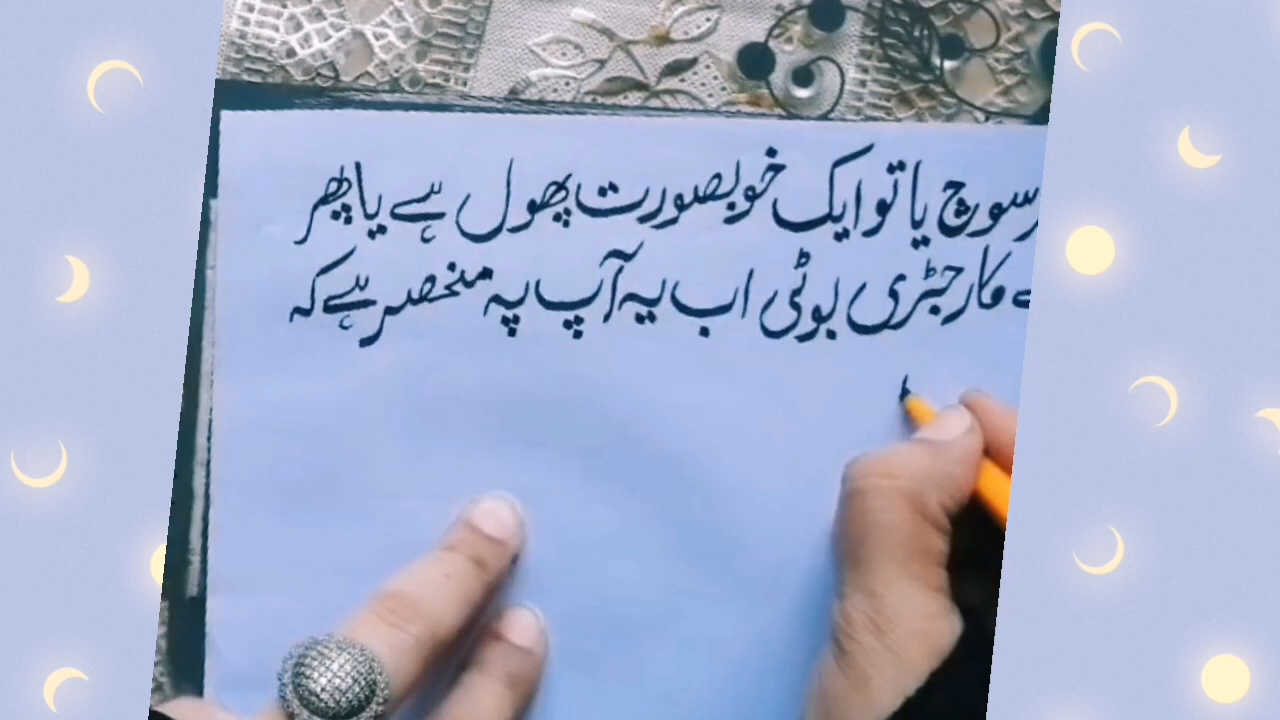 سوچ یا تو ایک خوبصورت پھول ہے یا پھر
کار جڑی بوٹی اب یہ آپ پہ منحصر ہے کہ